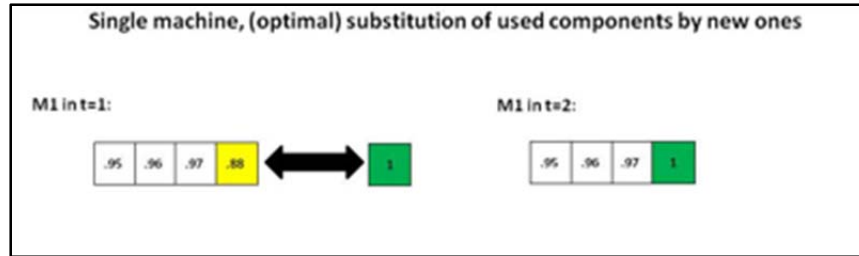 Single machine, (optimal) substitution of used components by new ones
M1 in t=1:
M1 in t=2:
.95 .96 .97 .88 1
.95 .96 .97 1